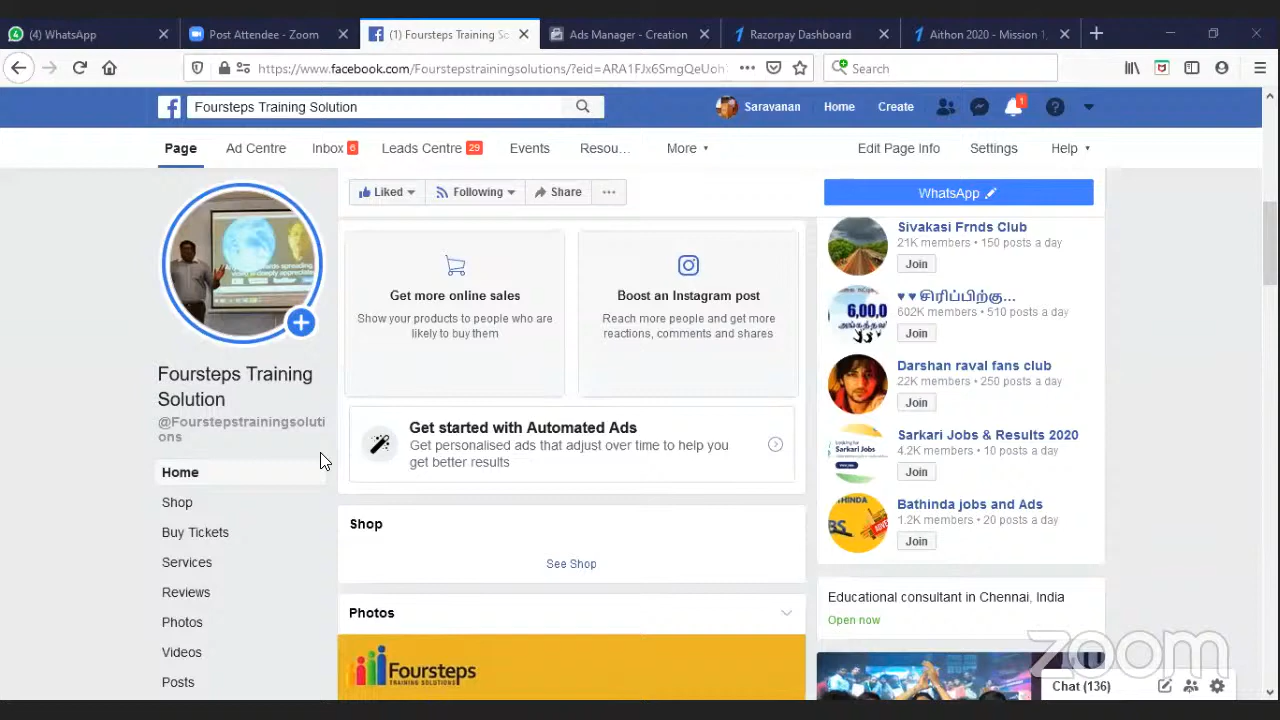 (4) WhatsApp
Post Attendee - Zoom
(1) Foursteps Training So
Ads Manager - Creation
Razorpay Dashboard
Aithon 2020 - Mission 1
https://www.facebook.com/Fourstepstrainingsolutions/?eid=ARA1FJx6SmgQeUoh
Search
Foursteps Training Solution
Saravanan
Home
Create
1
Page
Ad Centre
Inbox 6
Leads Centre 29
Events
Resou...
More
Edit Page Info
Settings
Help
Liked
Following
Share
WhatsApp
Foursteps Training
Solution
@Fourstepstrainingsoluti
ons
Home
Shop
Buy Tickets
Services
Reviews
Photos
Videos
Posts
Get more online sales
Show your products to people who are
likely to buy them
Boost an Instagram post
Reach more people and get more
reactions, comments and shares
Get started with Automated Ads
Get personalised ads that adjust over time to help you
get better results
Shop
See Shop
Photos
Foursteps
TRAINING SOLUTIONS
Sivakasi Frnds Club
21K members • 150 posts a day
Join
♥ ♥ சிரிப்பிற்கு...
602K members • 510 posts a day
Join
Darshan raval fans club
22K members • 250 posts a day
Join
Sarkari Jobs & Results 2020
4.2K members • 10 posts a day
Join
Bathinda jobs and Ads
1.2K members • 20 posts a day
Join
Educational consultant in Chennai, India
Open now
zoom
Chat (136)